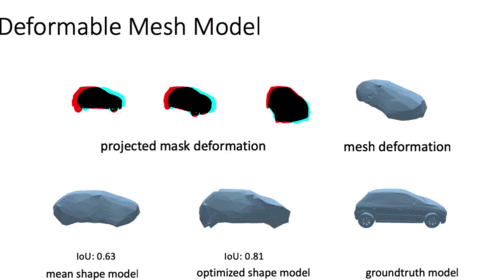 Deformable Mesh Model
projected mask deformation
mesh deformation
IoU: 0.63
IoU: 0.81
mean shape model
optimized shape model
groundtruth model